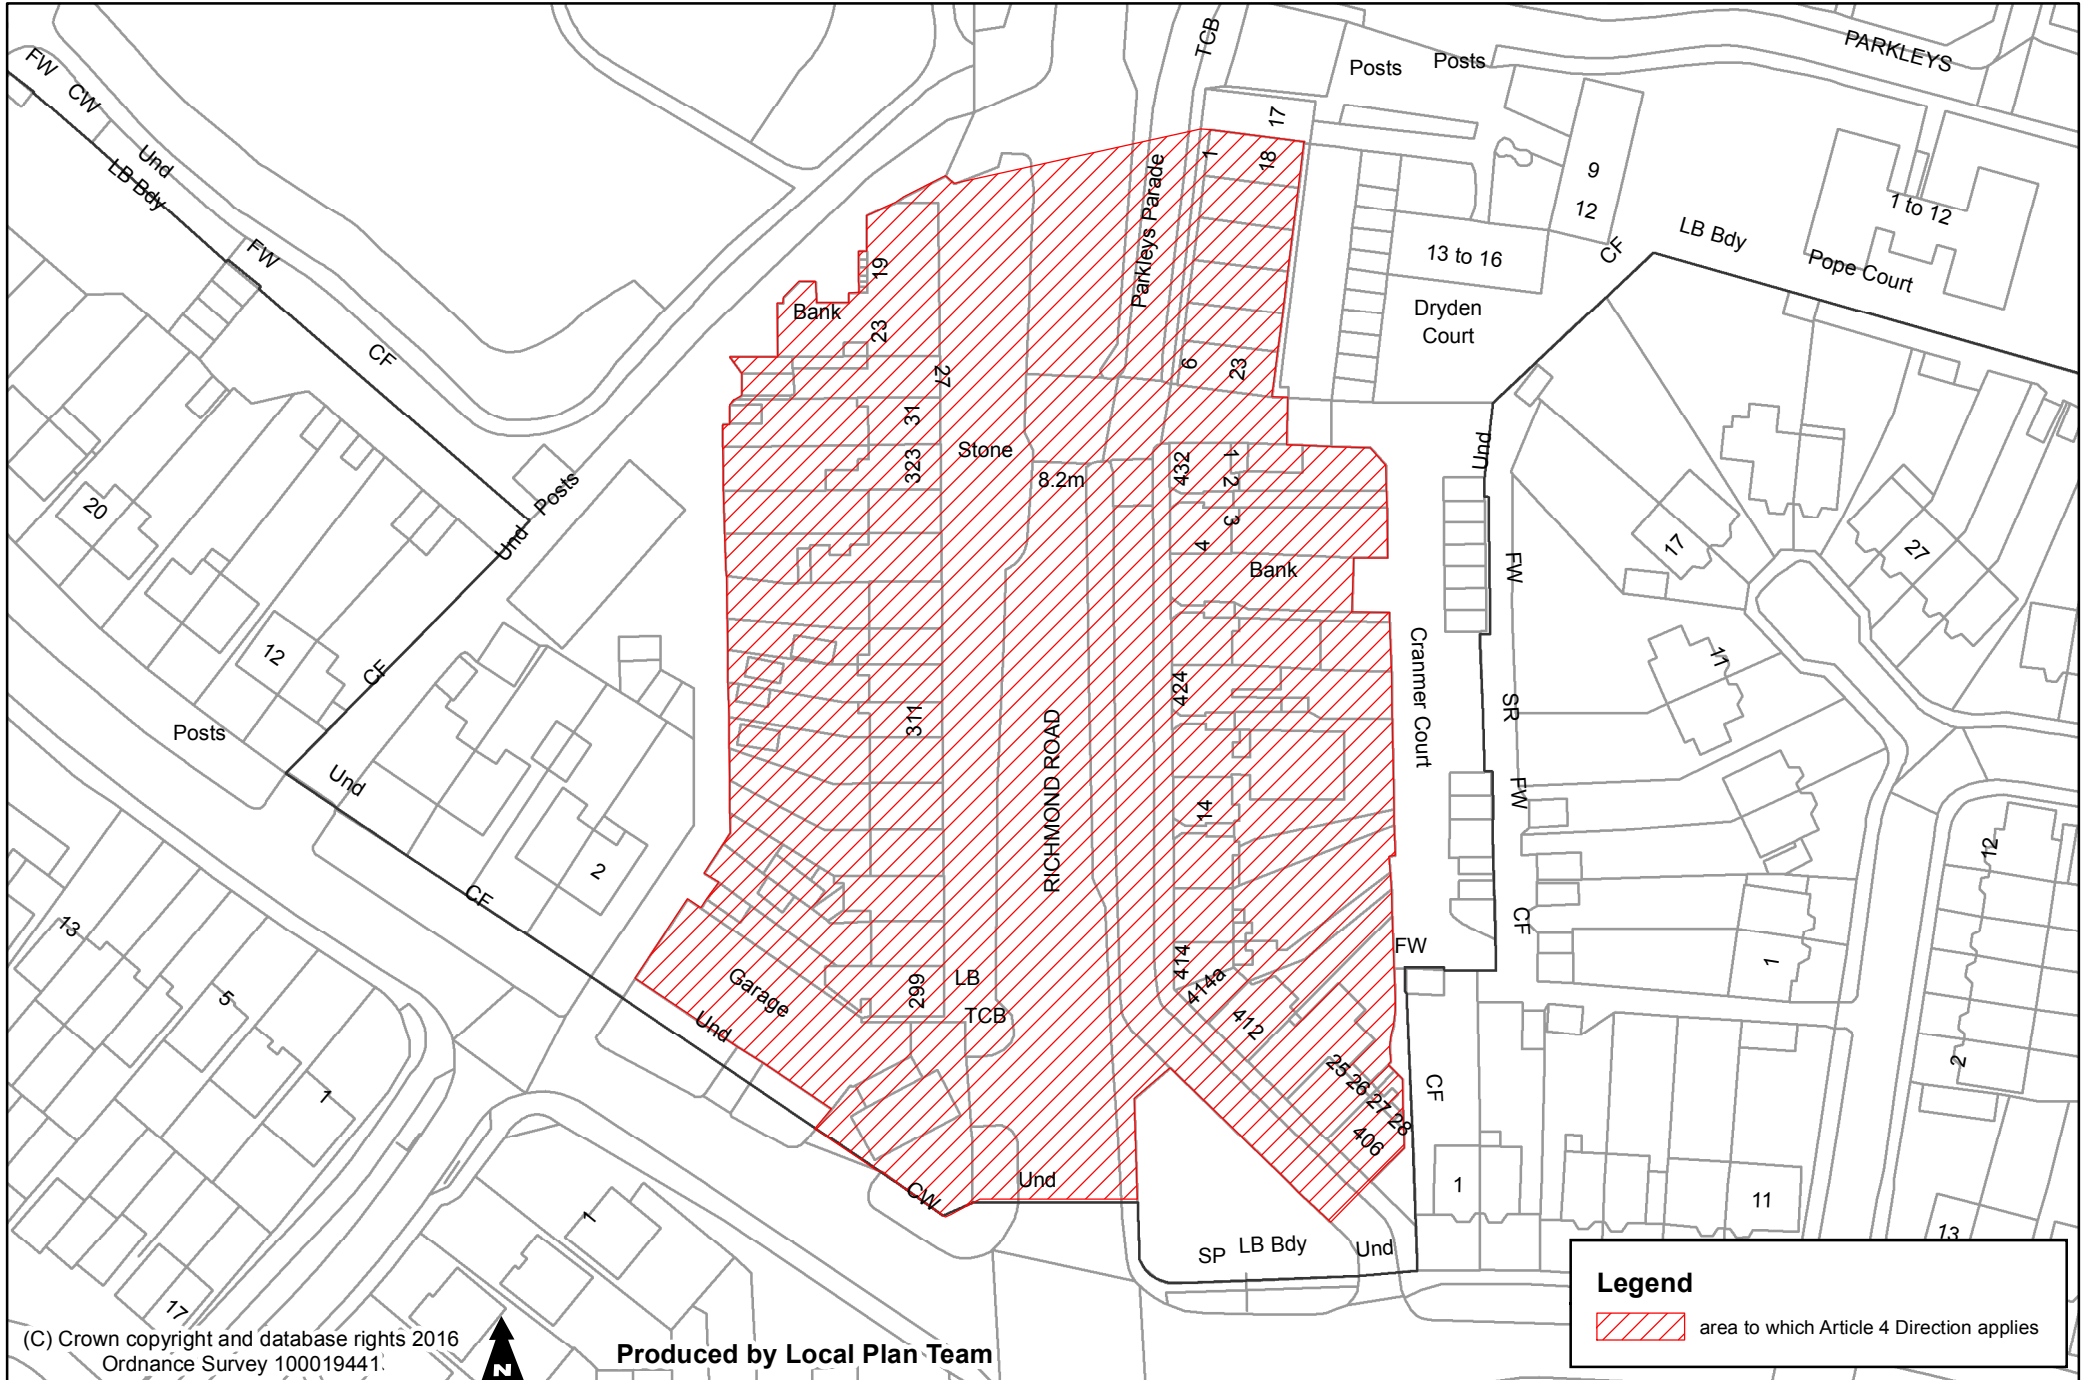 FW
CW
Und
LB Bdy
FW
CF
TCB
Posts
Posts
PARKLEYS
17
1
18
Parkleys Parade
9
12
13 to 16
Dryden
Court
CF
LB Bdy
1 to 12
Pope Court
19
Bank
23
27
31
323
Stone
8.2m
6
23
432
1
2
3
4
Bank
Und
Posts
Und
20
12
CF
Posts
Und
2
CF
311
RICHMOND ROAD
424
14
Cranmer Court
FW
SR
FW
CF
FW
17
27
11
1
12
2
13
5
1
17
1
Garage
Und
299
LB
TCB
414
414a
412
25 26 27 28
406
CF
CW
Und
SP
LB Bdy
Und
1
11
13
Legend
area to which Article 4 Direction applies
(C) Crown copyright and database rights 2016
Ordnance Survey 100019441.
N
Produced by Local Plan Team